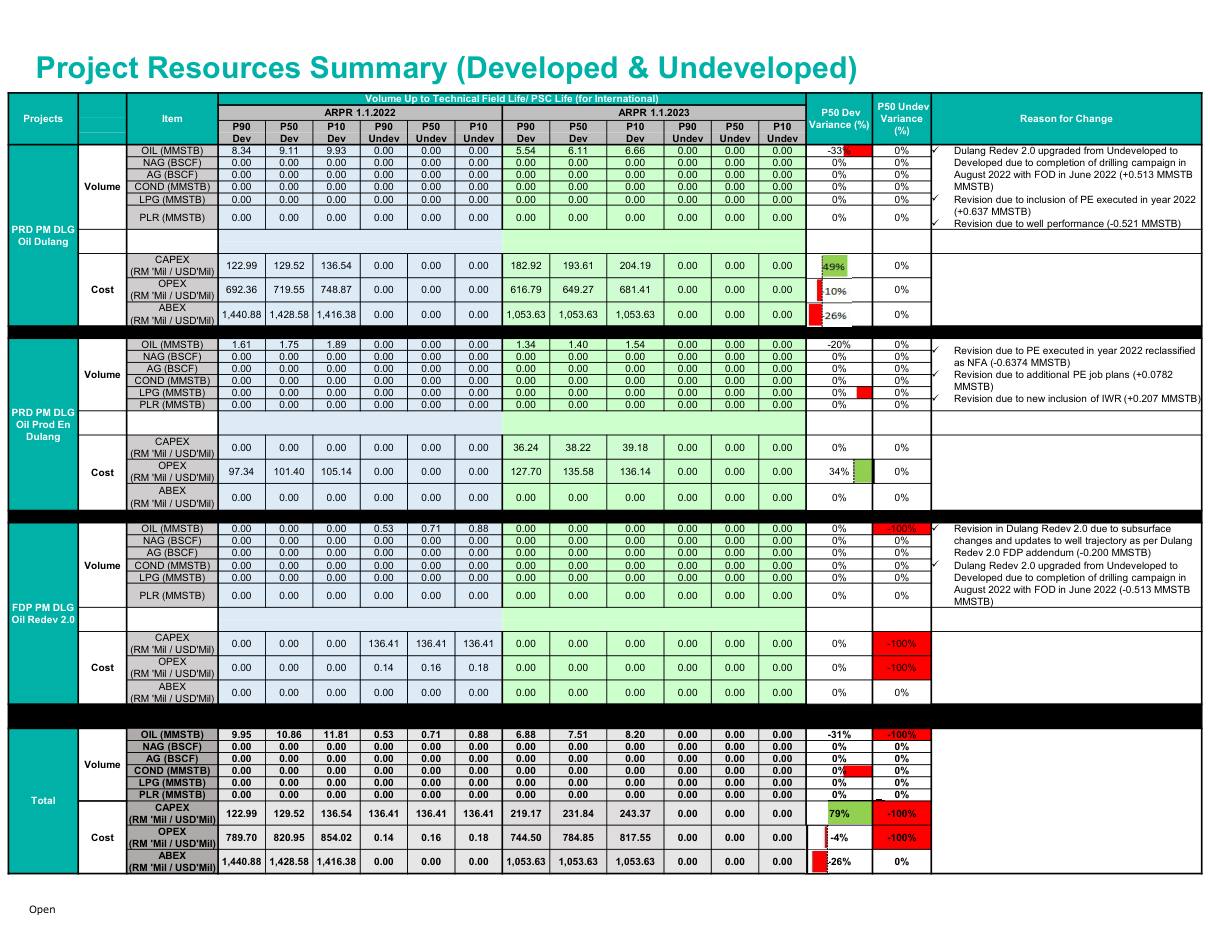 Project Resources Summary (Developed & Undeveloped)
Projects
Item
Volume Up to Technical Field Life/ PSC Life (for International)
P50 Dev Variance (%)
P50 Undev Variance (%)
Reason for Change
ARPR 1.1.2022 ARPR 1.1.2023
P90 Dev P50 Dev P10 Dev P90 Undev P50 Undev P10 Undev P90 Dev P50 Dev P10 Dev P90 Undev P50 Undev P10 Undev
PRD PM DLG Oil Dulang
Volume
OIL (MMSTB) 8.34 9.11 9.93 0.00 0.00 0.00 5.54 6.11 6.66 0.00 0.00 0.00 -33% 0%
NAG (BSCF) 0.00 0.00 0.00 0.00 0.00 0.00 0.00 0.00 0.00 0.00 0.00 0.00 0% 0%
AG (BSCF) 0.00 0.00 0.00 0.00 0.00 0.00 0.00 0.00 0.00 0.00 0.00 0.00 0% 0%
COND (MMSTB) 0.00 0.00 0.00 0.00 0.00 0.00 0.00 0.00 0.00 0.00 0.00 0.00 0% 0%
LPG (MMSTB) 0.00 0.00 0.00 0.00 0.00 0.00 0.00 0.00 0.00 0.00 0.00 0.00 0% 0%
PLR (MMSTB) 0.00 0.00 0.00 0.00 0.00 0.00 0.00 0.00 0.00 0.00 0.00 0.00 0% 0%
✓ Dulang Redev 2.0 upgraded from Undeveloped to
Developed due to completion of drilling campaign in
August 2022 with FOD in June 2022 (+0.513 MMSTB
MMSTB)
✓ Revision due to inclusion of PE executed in year 2022
(+0.637 MMSTB)
✓ Revision due to well performance (-0.521 MMSTB)
Cost
CAPEX (RM 'Mil / USD'Mil) 122.99 129.52 136.54 0.00 0.00 0.00 182.92 193.61 204.19 0.00 0.00 0.00 49% 0%
OPEX (RM 'Mil / USD'Mil) 692.36 719.55 748.87 0.00 0.00 0.00 616.79 649.27 681.41 0.00 0.00 0.00 -10% 0%
ABEX (RM 'Mil / USD'Mil) 1,440.88 1,428.58 1,416.38 0.00 0.00 0.00 1,053.63 1,053.63 1,053.63 0.00 0.00 0.00 -26% 0%
PRD PM DLG Oil Prod En Dulang
Volume
OIL (MMSTB) 1.61 1.75 1.89 0.00 0.00 0.00 1.34 1.40 1.54 0.00 0.00 0.00 -20% 0%
NAG (BSCF) 0.00 0.00 0.00 0.00 0.00 0.00 0.00 0.00 0.00 0.00 0.00 0.00 0% 0%
AG (BSCF) 0.00 0.00 0.00 0.00 0.00 0.00 0.00 0.00 0.00 0.00 0.00 0.00 0% 0%
COND (MMSTB) 0.00 0.00 0.00 0.00 0.00 0.00 0.00 0.00 0.00 0.00 0.00 0.00 0% 0%
LPG (MMSTB) 0.00 0.00 0.00 0.00 0.00 0.00 0.00 0.00 0.00 0.00 0.00 0.00 0% 0%
PLR (MMSTB) 0.00 0.00 0.00 0.00 0.00 0.00 0.00 0.00 0.00 0.00 0.00 0.00 0% 0%
✓ Revision due to PE executed in year 2022 reclassified
as NFA (-0.6374 MMSTB)
✓ Revision due to additional PE job plans (+0.0782
MMSTB)
✓ Revision due to new inclusion of IWR (+0.207 MMSTB)
Cost
CAPEX (RM 'Mil / USD'Mil) 0.00 0.00 0.00 0.00 0.00 0.00 36.24 38.22 39.18 0.00 0.00 0.00 0% 0%
OPEX (RM 'Mil / USD'Mil) 97.34 101.40 105.14 0.00 0.00 0.00 127.70 135.58 136.14 0.00 0.00 0.00 34% 0%
ABEX (RM 'Mil / USD'Mil) 0.00 0.00 0.00 0.00 0.00 0.00 0.00 0.00 0.00 0.00 0.00 0.00 0% 0%
FDP PM DLG Oil Redev 2.0
Volume
OIL (MMSTB) 0.00 0.00 0.00 0.53 0.71 0.88 0.00 0.00 0.00 0.00 0.00 0.00 0% -100%
NAG (BSCF) 0.00 0.00 0.00 0.00 0.00 0.00 0.00 0.00 0.00 0.00 0.00 0.00 0% 0%
AG (BSCF) 0.00 0.00 0.00 0.00 0.00 0.00 0.00 0.00 0.00 0.00 0.00 0.00 0% 0%
COND (MMSTB) 0.00 0.00 0.00 0.00 0.00 0.00 0.00 0.00 0.00 0.00 0.00 0.00 0% 0%
LPG (MMSTB) 0.00 0.00 0.00 0.00 0.00 0.00 0.00 0.00 0.00 0.00 0.00 0.00 0% 0%
PLR (MMSTB) 0.00 0.00 0.00 0.00 0.00 0.00 0.00 0.00 0.00 0.00 0.00 0.00 0% 0%
✓ Revision in Dulang Redev 2.0 due to subsurface
changes and updates to well trajectory as per Dulang
Redev 2.0 FDP addendum (-0.200 MMSTB)
✓ Dulang Redev 2.0 upgraded from Undeveloped to
Developed due to completion of drilling campaign in
August 2022 with FOD in June 2022 (-0.513 MMSTB
MMSTB)
Cost
CAPEX (RM 'Mil / USD'Mil) 0.00 0.00 0.00 136.41 136.41 136.41 0.00 0.00 0.00 0.00 0.00 0.00 0% -100%
OPEX (RM 'Mil / USD'Mil) 0.00 0.00 0.00 0.14 0.16 0.18 0.00 0.00 0.00 0.00 0.00 0.00 0% -100%
ABEX (RM 'Mil / USD'Mil) 0.00 0.00 0.00 0.00 0.00 0.00 0.00 0.00 0.00 0.00 0.00 0.00 0% 0%
Total
Volume
OIL (MMSTB) 9.95 10.86 11.81 0.53 0.71 0.88 6.88 7.51 8.20 0.00 0.00 0.00 -31% -100%
NAG (BSCF) 0.00 0.00 0.00 0.00 0.00 0.00 0.00 0.00 0.00 0.00 0.00 0.00 0% 0%
AG (BSCF) 0.00 0.00 0.00 0.00 0.00 0.00 0.00 0.00 0.00 0.00 0.00 0.00 0% 0%
COND (MMSTB) 0.00 0.00 0.00 0.00 0.00 0.00 0.00 0.00 0.00 0.00 0.00 0.00 0% 0%
LPG (MMSTB) 0.00 0.00 0.00 0.00 0.00 0.00 0.00 0.00 0.00 0.00 0.00 0.00 0% 0%
PLR (MMSTB) 0.00 0.00 0.00 0.00 0.00 0.00 0.00 0.00 0.00 0.00 0.00 0.00 0% 0%
Cost
CAPEX (RM 'Mil / USD'Mil) 122.99 129.52 136.54 136.41 136.41 136.41 219.17 231.84 243.37 0.00 0.00 0.00 79% -100%
OPEX (RM 'Mil / USD'Mil) 789.70 820.95 854.02 0.14 0.16 0.18 744.50 784.85 817.55 0.00 0.00 0.00 -4% -100%
ABEX (RM 'Mil / USD'Mil) 1,440.88 1,428.58 1,416.38 0.00 0.00 0.00 1,053.63 1,053.63 1,053.63 0.00 0.00 0.00 -26% 0%
Open